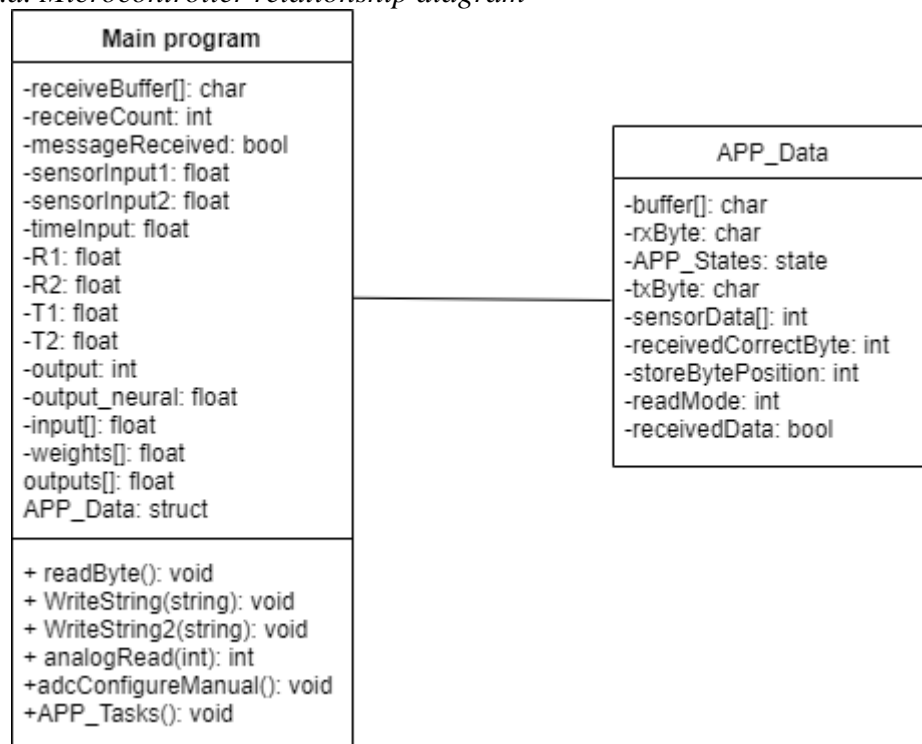 Microcontroller relationship diagram
Main program
-receiveBuffer[]: char
-receiveCount: int
-messageReceived: bool
-sensorInput1: float
-sensorInput2: float
-timeInput: float
-R1: float
-R2: float
-T1: float
-T2: float
-output: int
-output_neural: float
-input[]: float
-weights[]: float
outputs[]: float
APP_Data: struct
+ readByte(): void
+ WriteString(string): void
+ WriteString2(string): void
+ analogRead(int): int
+adcConfigureManual(): void
+APP_Tasks(): void
APP_Data
-buffer[]: char
-rxByte: char
-APP_States: state
-txByte: char
-sensorData[]: int
-receivedCorrectByte: int
-storeBytePosition: int
-readMode: int
-receivedData: bool